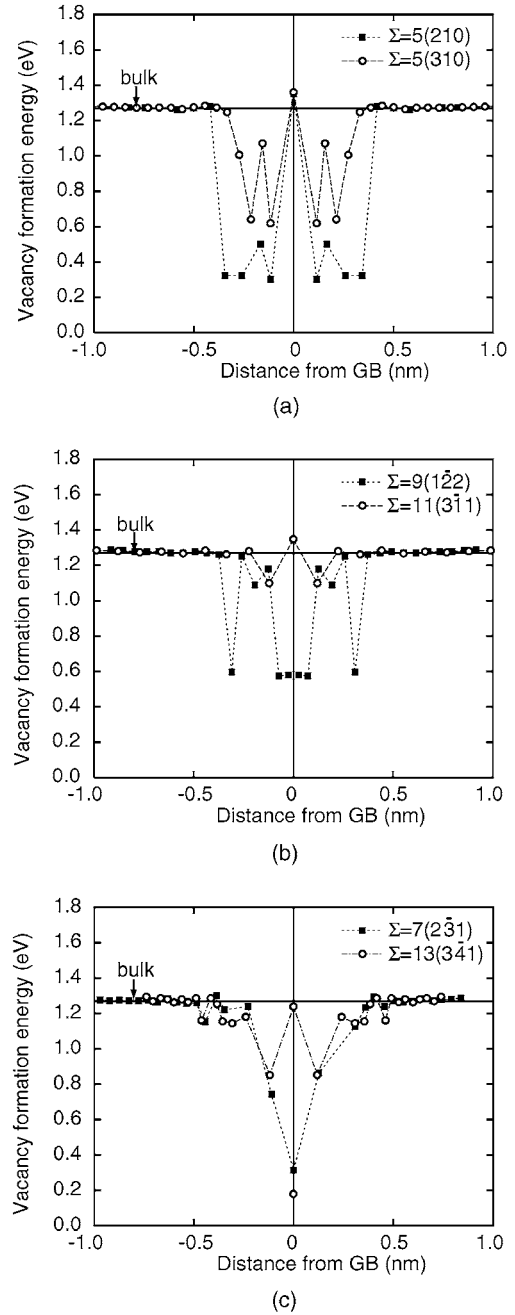 1.8
1.6
1.4
1.2
1.0
0.8
0.6
0.4
0.2
0.0
Vacancy formation energy (eV)
bulk
Σ=5(210)
Σ=5(310)
-1.0 -0.5 0 0.5 1.0
Distance from GB (nm)
(a)
1.8
1.6
1.4
1.2
1.0
0.8
0.6
0.4
0.2
0.0
Vacancy formation energy (eV)
bulk
Σ=9(12̄2)
Σ=11(3̄11)
-1.0 -0.5 0 0.5 1.0
Distance from GB (nm)
(b)
1.8
1.6
1.4
1.2
1.0
0.8
0.6
0.4
0.2
0.0
Vacancy formation energy (eV)
bulk
Σ=7(23̄1)
Σ=13(34̄1)
-1.0 -0.5 0 0.5 1.0
Distance from GB (nm)
(c)